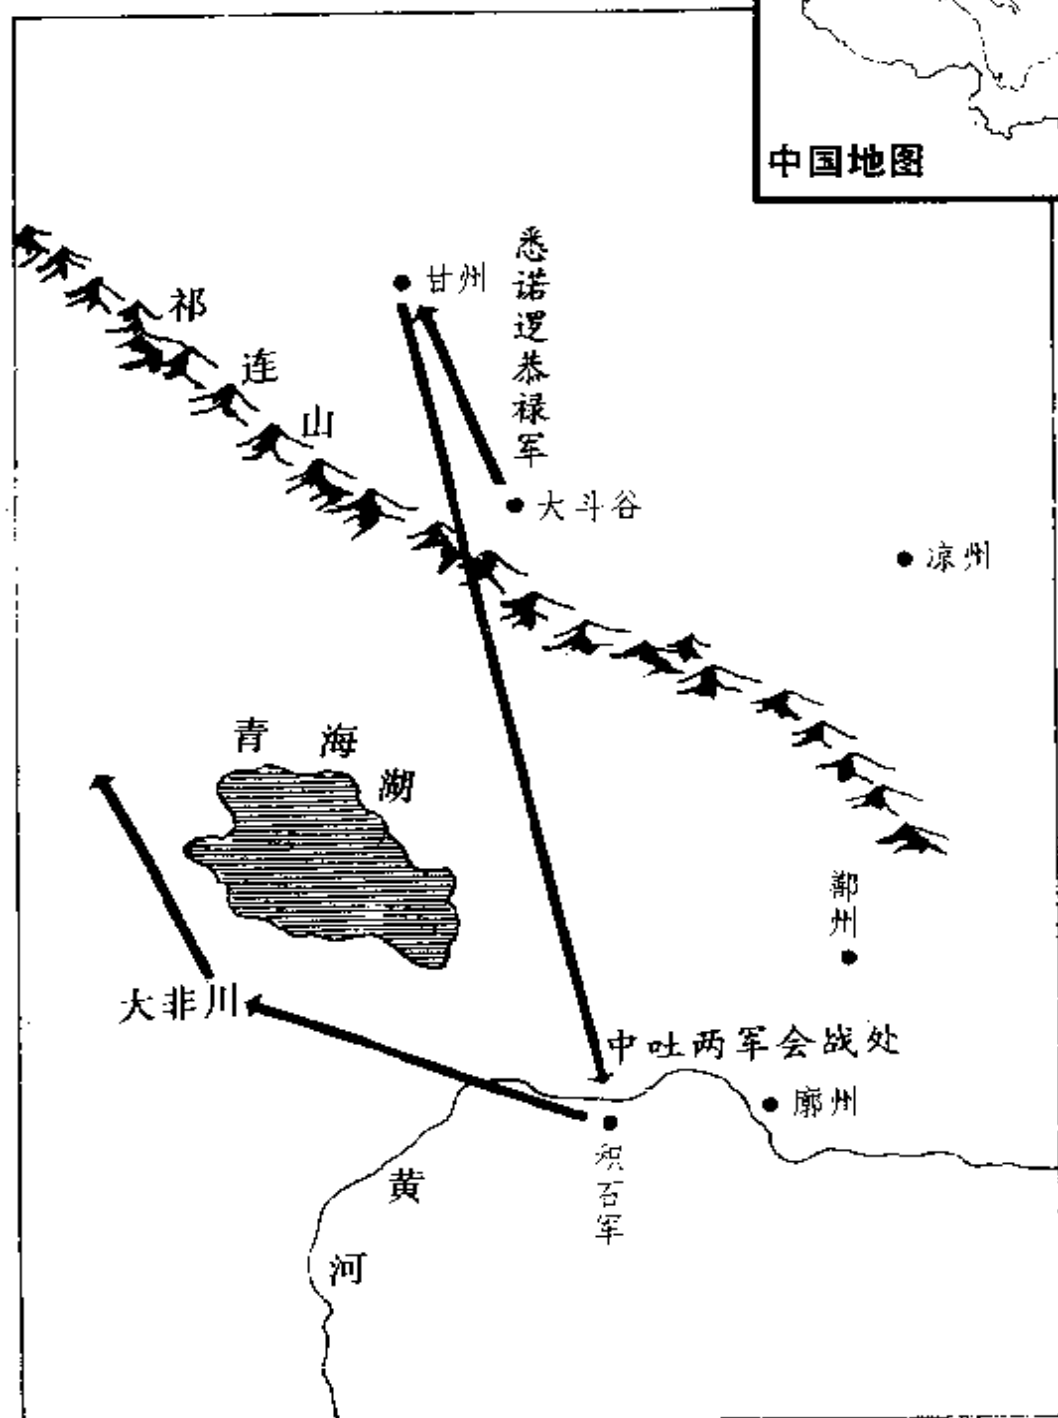 中国地图
祁连山
甘州
悉诺逻恭禄军
大斗谷
凉州
青海湖
鄯州
大非川
中吐两军会战处
廓州
积石军
黄河